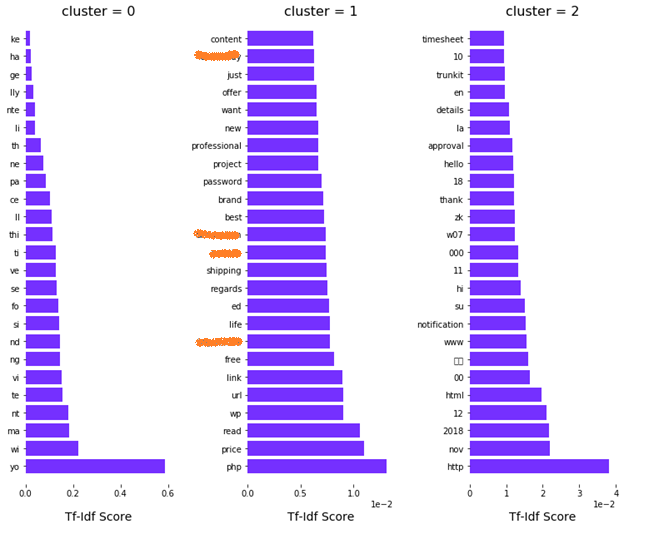 cluster = 0
ke
ha
ge
lly
nte
li
th
ne
pa
ce
ll
thi
ti
ve
se
fo
si
nd
ng
vi
te
nt
ma
wi
yo
0.0 0.2 0.4 0.6
Tf-Idf Score
cluster = 1
content
just
offer
want
new
professional
project
password
brand
best
shipping
regards
ed
life
free
link
url
wp
read
price
php
0.0 0.5 1.0
1e−2
Tf-Idf Score
cluster = 2
timesheet
10
trunkit
en
details
la
approval
hello
18
thank
zk
w07
000
11
hi
su
notification
www
00
html
12
2018
nov
http
0 1 2 3 4
1e−2
Tf-Idf Score